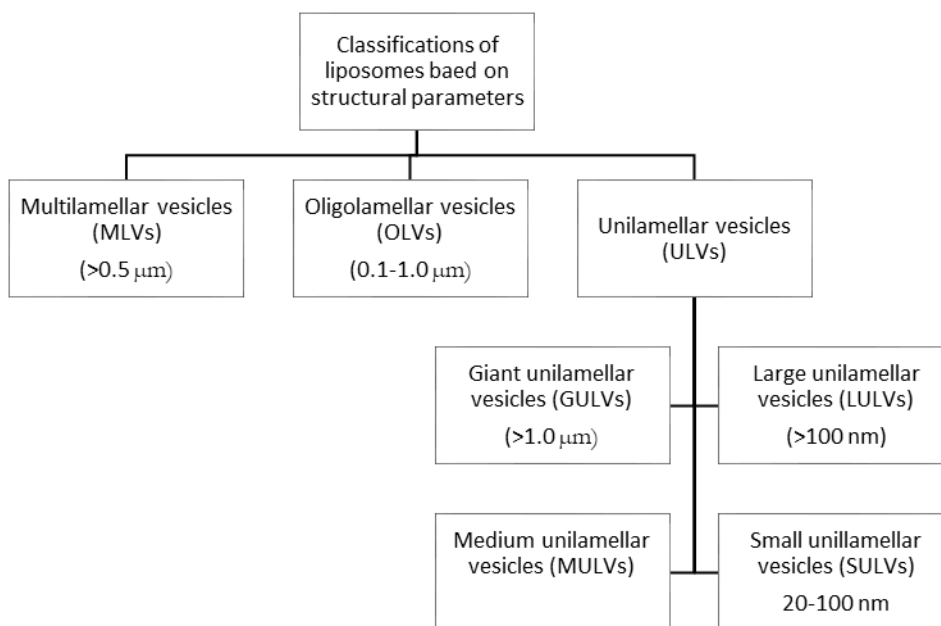 Classifications of
liposomes baed on
structural parameters
Multilamellar vesicles
(MLVs)
(>0.5 μm)
Oligolamellar vesicles
(OLVs)
(0.1-1.0 μm)
Unilamellar vesicles
(ULVs)
Giant unilamellar
vesicles (GULVs)
(>1.0 μm)
Large unilamellar
vesicles (LULVs)
(>100 nm)
Medium unilamellar
vesicles (MULVs)
Small unillamellar
vesicles (SULVs)
20-100 nm